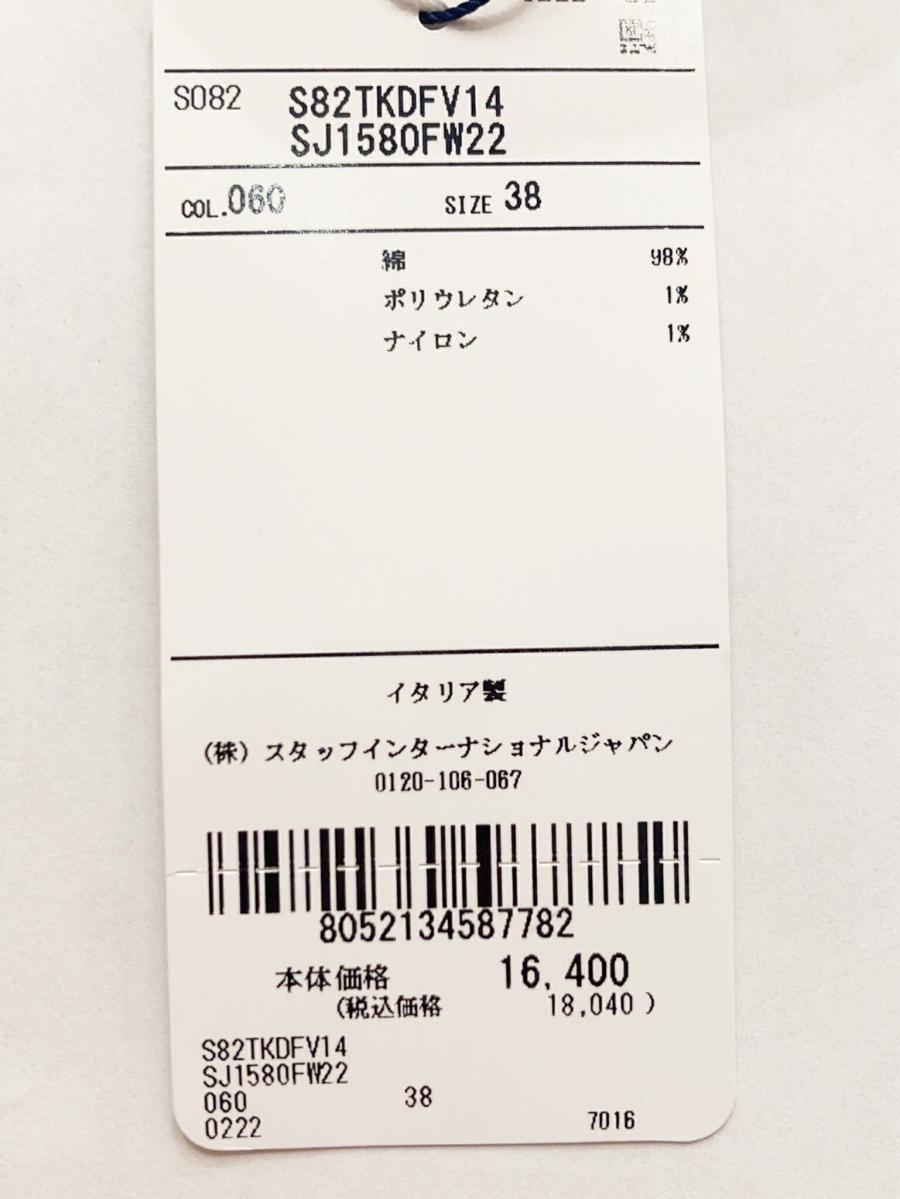 S082 S82TKDFV14
SJ1580FW22
COL.060 SIZE 38
綿 98%
ポリウレタン 1%
ナイロン 1%
イタリア製
(株) スタッフインターナショナルジャパン
0120-106-067
8052134587782
本体価格 16,400
(税込価格 18,040 )
S82TKDFV14
SJ1580FW22
060 38
0222 7016